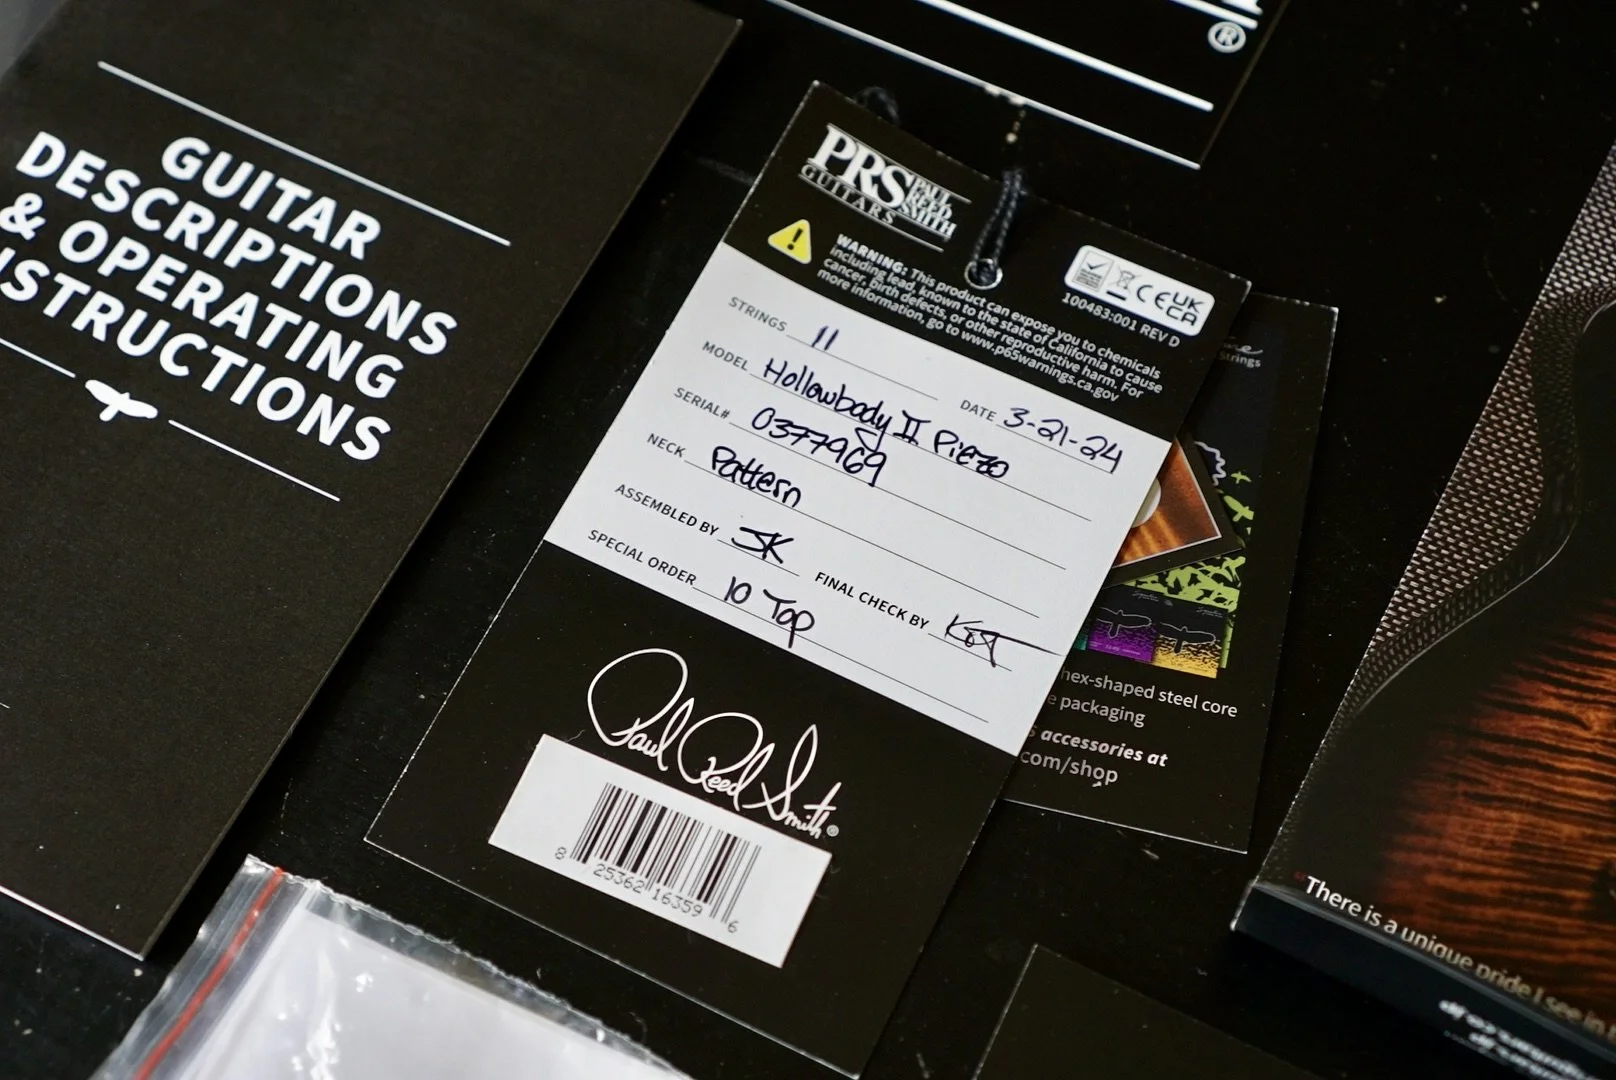 GUITAR
DESCRIPTIONS
& OPERATING
STRUCTIONS
®
PRS PAUL REED SMITH
GUITARS
WARNING: This product can expose you to chemicals
including lead, known to the state of California to cause
cancer, birth defects, or other reproductive harm. For
more information, go to www.p65warnings.ca.gov
CE UK CA
100483:001 REV D
STRINGS 11
DATE 3-21-24
MODEL Hollowbody II Piezo
SERIAL# 0377969
NECK Pattern
ASSEMBLED BY JK
FINAL CHECK BY
SPECIAL ORDER 10 Top
Paul Reed Smith®
8 25362 16359 6
Strings
hex-shaped steel core
packaging
accessories at
.com/shop
"There is a unique pride I see in